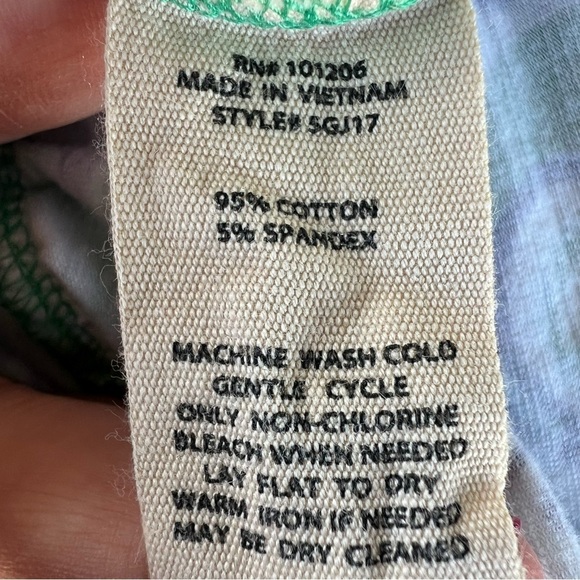 RN# 101206
MADE IN VIETNAM
STYLE# 5GJ17
95% COTTON
5% SPANDEX
MACHINE WASH COLD
GENTLE CYCLE
ONLY NON-CHLORINE
BLEACH WHEN NEEDED
LAY FLAT TO DRY
WARM IRON IF NEEDED
MAY BE DRY CLEANED